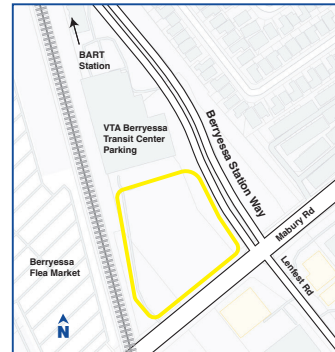 BART
Station
VTA Berryessa
Transit Center
Parking
Berryessa Station Way
Mabury Rd
Lenfest Rd
Berryessa
Flea Market
N